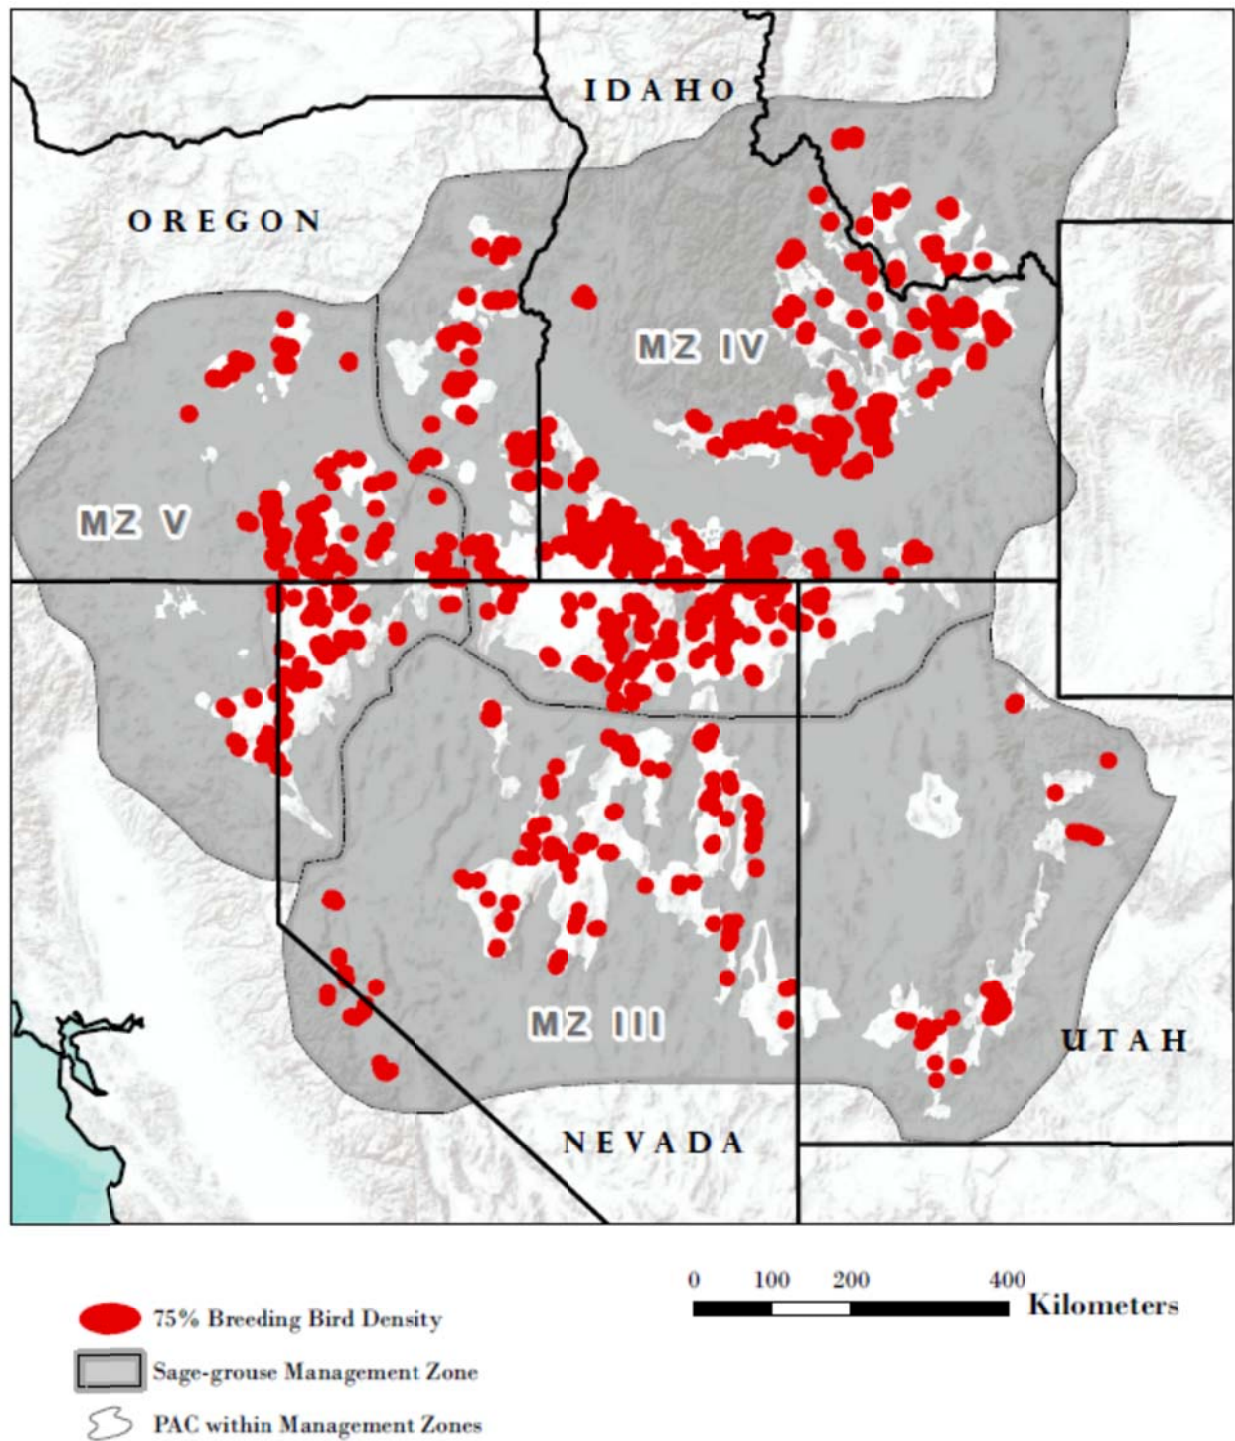 IDAHO
OREGON
MZ IV
MZ V
MZ III
UTAH
NEVADA
0 100 200 400
Kilometers
75% Breeding Bird Density
Sage-grouse Management Zone
PAC within Management Zones